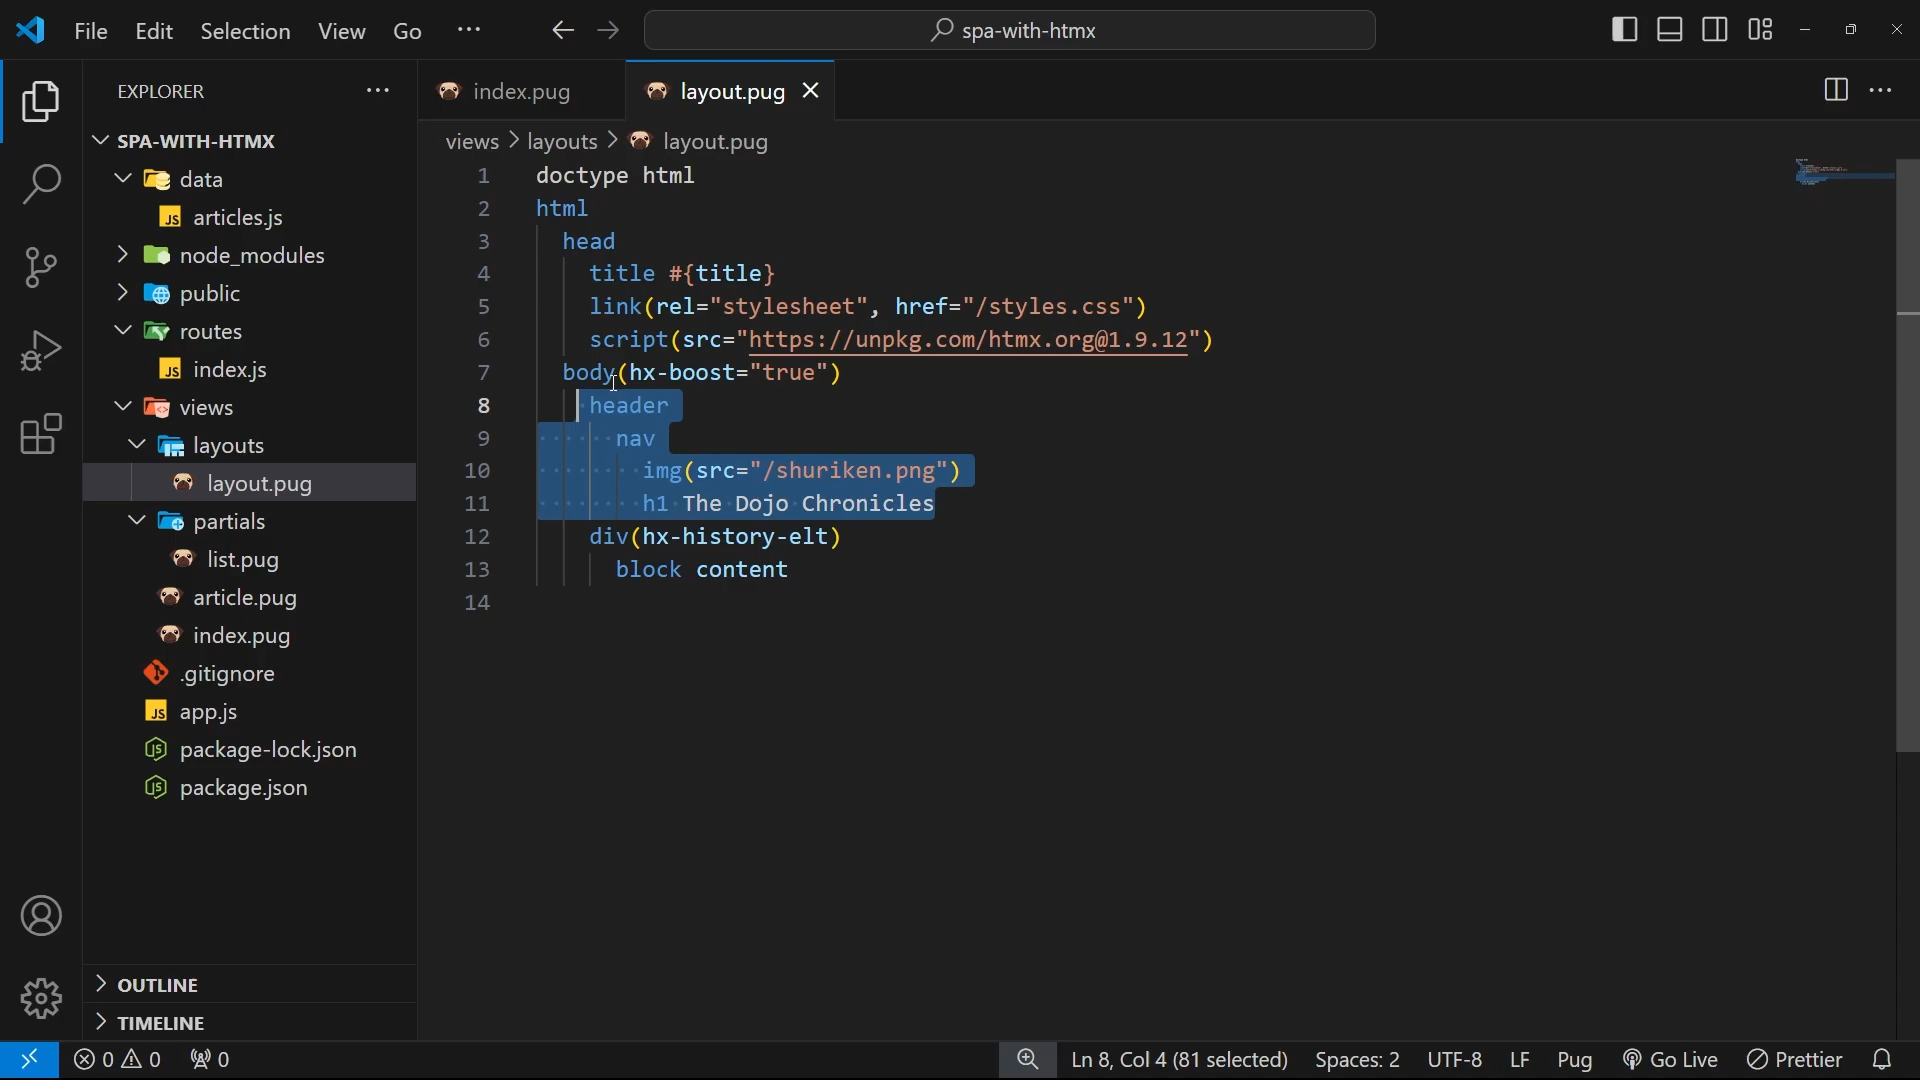 File Edit Selection View Go ···
spa-with-htmx
EXPLORER
SPA-WITH-HTMX
data
articles.js
node_modules
public
routes
index.js
views
layouts
layout.pug
partials
list.pug
article.pug
index.pug
.gitignore
app.js
package-lock.json
package.json
OUTLINE
TIMELINE
index.pug layout.pug
views > layouts > layout.pug
1 doctype html
2 html
3 head
4 title #{title}
5 link(rel="stylesheet", href="/styles.css")
6 script(src="https://unpkg.com/htmx.org@1.9.12")
7 body(hx-boost="true")
8 header
9 nav
10 img(src="/shuriken.png")
11 h1 The Dojo Chronicles
12 div(hx-history-elt)
13 block content
14
0 0 0 Ln 8, Col 4 (81 selected) Spaces: 2 UTF-8 LF Pug Go Live Prettier